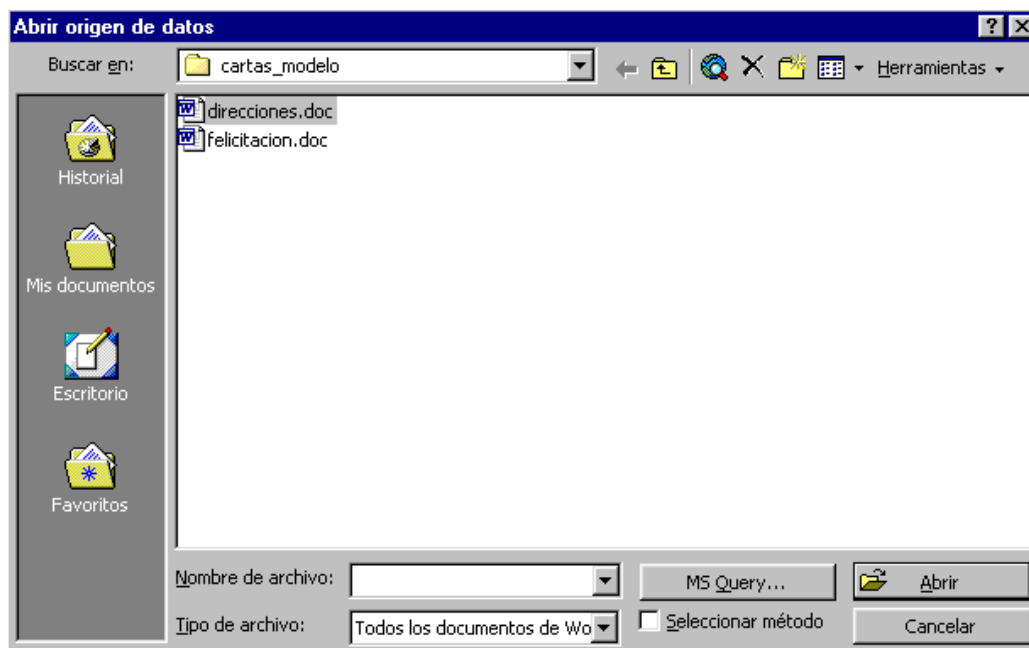 Abrir origen de datos
Buscar en:
cartas_modelo
Herramientas
direcciones.doc
felicitacion.doc
Historial
Mis documentos
Escritorio
Favoritos
Nombre de archivo:
MS Query...
Abrir
Tipo de archivo:
Todos los documentos de Wo
Seleccionar método
Cancelar